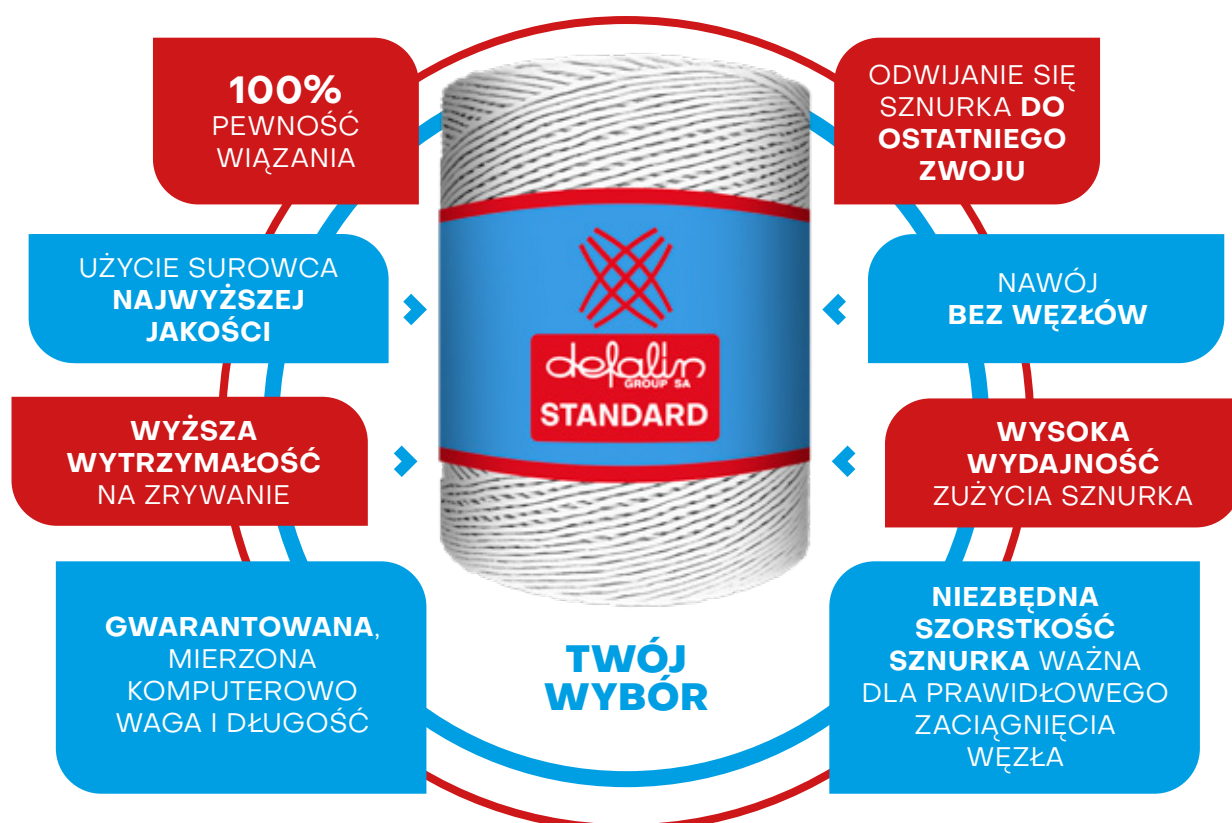 100%
PEWNOŚĆ
WIĄZANIA
UŻYCIE SUROWCA
NAJWYŻSZEJ
JAKOŚCI
WYŻSZA
WYTRZYMAŁOŚĆ
NA ZRYWANIE
GWARANTOWANA,
MIERZONA
KOMPUTEROWO
WAGA I DŁUGOŚĆ
defalin
GROUP SA
STANDARD
TWÓJ
WYBÓR
ODWIJANIE SIĘ
SZNURKA DO
OSTATNIEGO
ZWOJU
NAWÓJ
BEZ WĘZŁÓW
WYSOKA
WYDAJNOŚĆ
ZUŻYCIA SZNURKA
NIEZBĘDNA
SZORSTKOŚĆ
SZNURKA WAŻNA
DLA PRAWIDŁOWEGO
ZACIĄGNIĘCIA
WĘZŁA